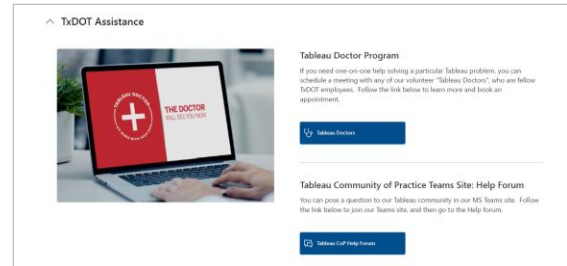 TxDOT Assistance
TABLEAU DOCTOR
THE DOCTOR
WILL SEE YOU NOW
Tableau Doctor Program
If you need one-on-one help solving a particular Tableau problem, you can
schedule a meeting with any of our volunteer "Tableau Doctors", who are fellow
TxDOT employees. Follow the link below to learn more and book an
appointment.
Tableau Doctors
Tableau Community of Practice Teams Site: Help Forum
You can pose a question to our Tableau community in our MS Teams site. Follow
the link below to join our Teams site, and then go to the Help forum.
Tableau CoP Help Forum